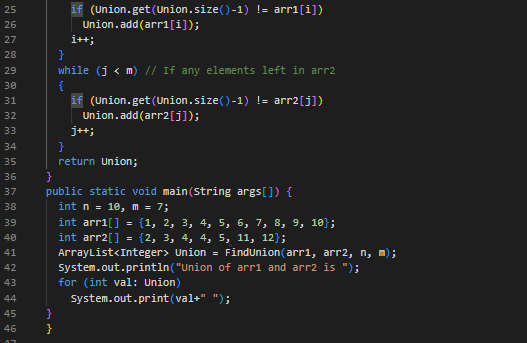 25 if (Union.get(Union.size()-1) != arr1[i])
26 Union.add(arr1[i]);
27 i++;
28 }
29 while (j < m) // If any elements left in arr2
30 {
31 if (Union.get(Union.size()-1) != arr2[j])
32 Union.add(arr2[j]);
33 j++;
34 }
35 return Union;
36 }
37 public static void main(String args[]) {
38 int n = 10, m = 7;
39 int arr1[] = {1, 2, 3, 4, 5, 6, 7, 8, 9, 10};
40 int arr2[] = {2, 3, 4, 4, 5, 11, 12};
41 ArrayList<Integer> Union = FindUnion(arr1, arr2, n, m);
42 System.out.println("Union of arr1 and arr2 is ");
43 for (int val: Union)
44 System.out.print(val+" ");
45 }
46 }
47